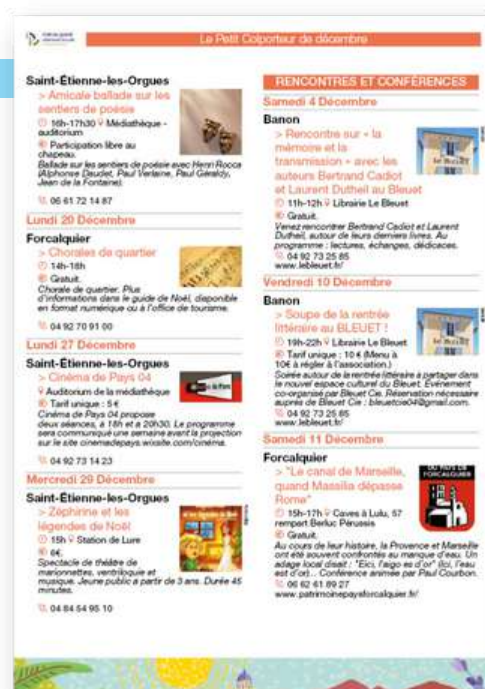 Le Petit Colporteur de décembre
Saint-Étienne-les-Orgues
> Amicale ballade sur les
sentiers de poésie
16h-17h30 Médiathèque -
auditorium
Participation libre au
chapeau.
Ballade sur les sentiers de poésie avec Henri Rocca
(Alphonse Daudet, Paul Verlaine, Paul Géraldy,
Jean de la Fontaine).
06 61 72 14 87
Lundi 20 Décembre
Forcalquier
> Chorales de quartier
14h-18h
Gratuit.
Chorale de quartier. Plus
d'informations dans le guide de Noël, disponible
en format numérique ou à l'office de tourisme.
04 92 70 91 00
Lundi 27 Décembre
Saint-Étienne-les-Orgues
> Cinéma de Pays 04
Auditorium de la médiathèque
Tarif unique : 5 €
Cinéma de Pays 04 propose
deux séances, à 18h et à 20h30. Le programme
sera communiqué une semaine avant la projection
sur le site cinemadepays.wixsite.com/cinéma.
04 92 73 14 23
Mercredi 29 Décembre
Saint-Étienne-les-Orgues
> Zéphirine et les
légendes de Noël
15h Station de Lure
6€.
Spectacle de théâtre de
marionnettes, ventriloquie et
musique. Jeune public a partir de 3 ans. Durée 45
minutes.
04 84 54 95 10
RENCONTRES ET CONFÉRENCES
Samedi 4 Décembre
Banon
> Rencontre sur « la
mémoire et la
transmission » avec les
auteurs Bertrand Cadiot
et Laurent Dutheil au Bleuet
11h-12h Librairie Le Bleuet
Gratuit.
Venez rencontrer Bertrand Cadiot et Laurent
Dutheil, autour de leurs derniers livres. Au
programme : lectures, échanges, dédicaces.
04 92 73 25 85
www.lebleuet.fr/
Vendredi 10 Décembre
Banon
> Soupe de la rentrée
littéraire au BLEUET !
19h-22h Librairie Le Bleuet
Tarif unique : 10 € (Menu à
10€ à régler à l'association.)
Soirée autour de la rentrée littéraire à partager dans
le nouvel espace culturel du Bleuet. Evènement
co-organisé par Bleuet Cie. Réservation nécessaire
auprès de Bleuet Cie : bleuetcie04@gmail.com.
04 92 73 25 85
www.lebleuet.fr/
Samedi 11 Décembre
Forcalquier
> "Le canal de Marseille,
quand Massilia dépasse
Rome"
15h-17h Caves à Lulu, 57
rempart Berluc Pérussis
Gratuit.
Au cours de leur histoire, la Provence et Marseille
ont été souvent confrontés au manque d'eau. Un
adage local disait : "Eici, l'aigo es d'or" (Ici, l'eau
est d'or)... Conférence animée par Paul Courbon.
06 62 61 89 27
www.patrimoinepaysforcalquier.fr/